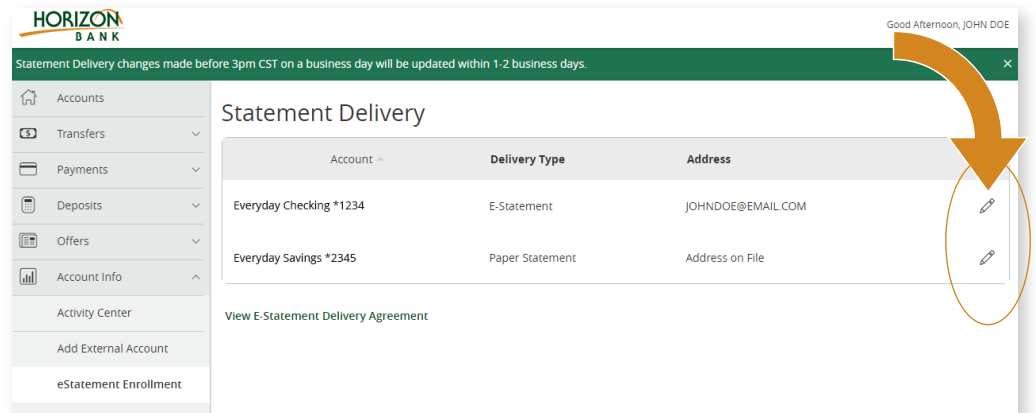 HORIZON
BANK
Good Afternoon, JOHN DOE
Statement Delivery changes made before 3pm CST on a business day will be updated within 1-2 business days.
Accounts
Transfers
Payments
Deposits
Offers
Account Info
Activity Center
Add External Account
eStatement Enrollment
Statement Delivery
Account Delivery Type Address
Everyday Checking *1234 E-Statement JOHNDOE@EMAIL.COM
Everyday Savings *2345 Paper Statement Address on File
View E-Statement Delivery Agreement